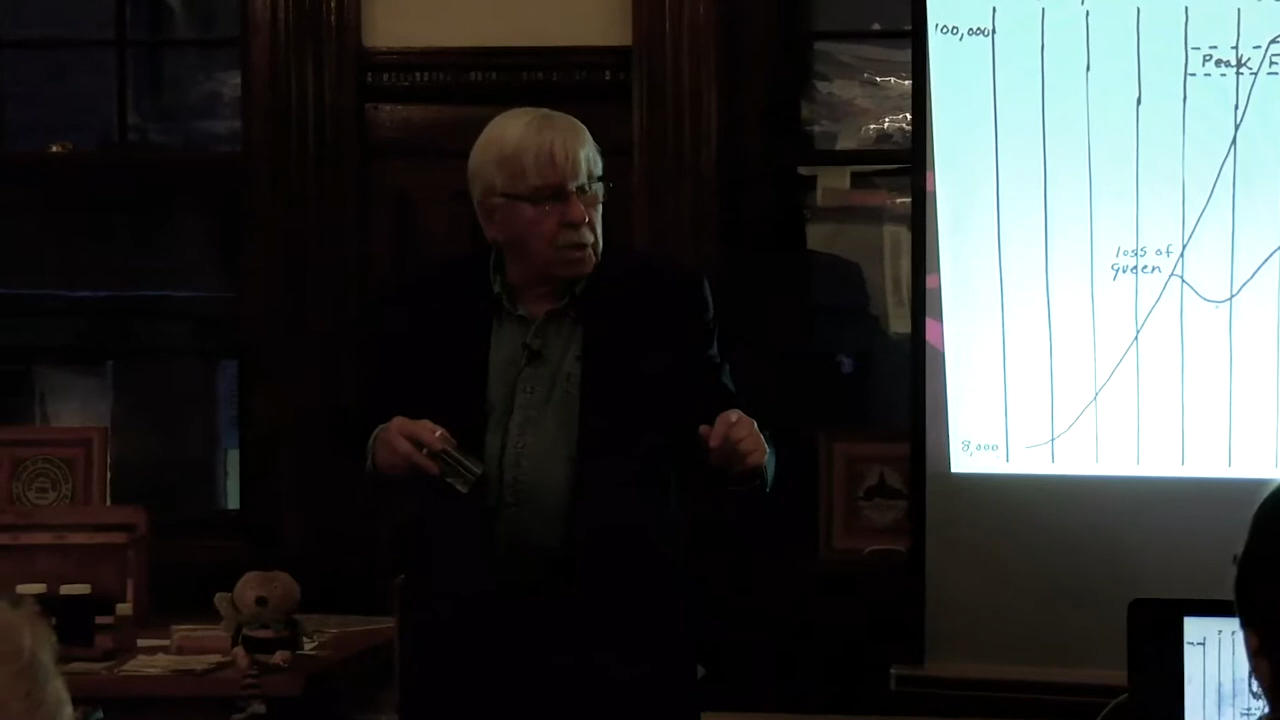 100,000
Peak F
loss of
queen
8,000